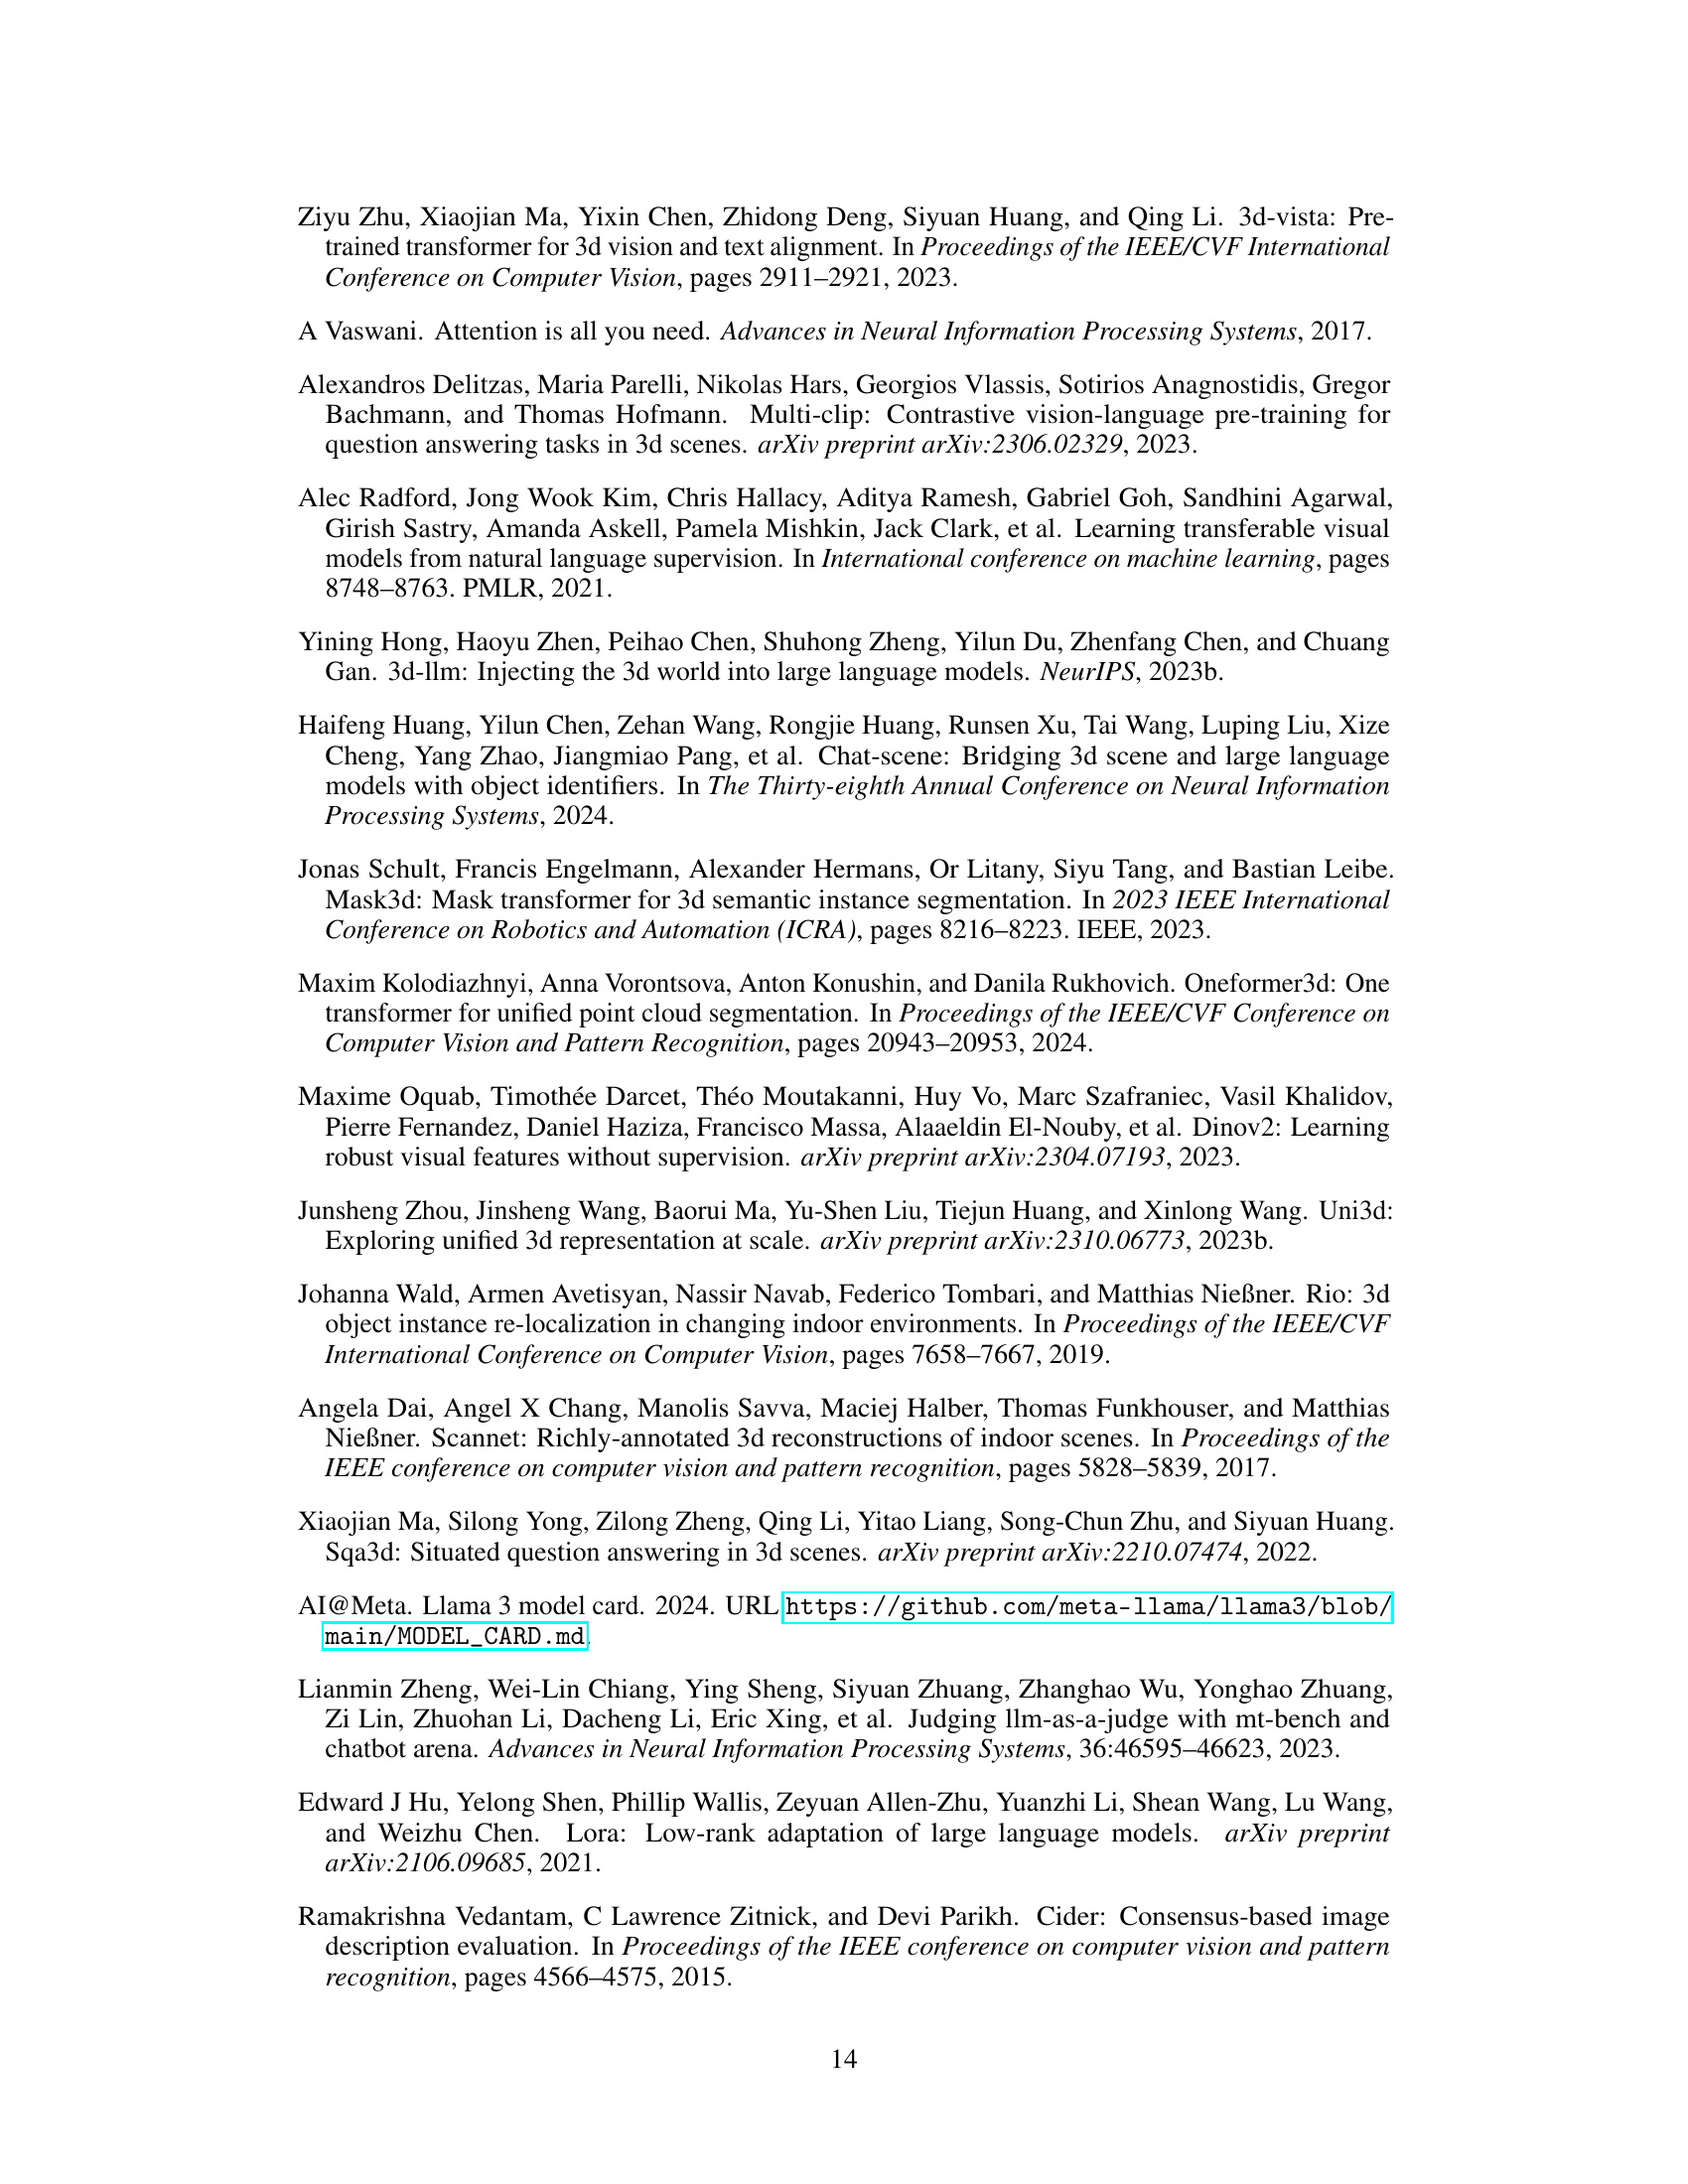 Ziyu Zhu, Xiaojian Ma, Yixin Chen, Zhidong Deng, Siyuan Huang, and Qing Li. 3d-vista: Pre-
trained transformer for 3d vision and text alignment. In Proceedings of the IEEE/CVF International
Conference on Computer Vision, pages 2911–2921, 2023.
A Vaswani. Attention is all you need. Advances in Neural Information Processing Systems, 2017.
Alexandros Delitzas, Maria Parelli, Nikolas Hars, Georgios Vlassis, Sotirios Anagnostidis, Gregor
Bachmann, and Thomas Hofmann. Multi-clip: Contrastive vision-language pre-training for
question answering tasks in 3d scenes. arXiv preprint arXiv:2306.02329, 2023.
Alec Radford, Jong Wook Kim, Chris Hallacy, Aditya Ramesh, Gabriel Goh, Sandhini Agarwal,
Girish Sastry, Amanda Askell, Pamela Mishkin, Jack Clark, et al. Learning transferable visual
models from natural language supervision. In International conference on machine learning, pages
8748–8763. PMLR, 2021.
Yining Hong, Haoyu Zhen, Peihao Chen, Shuhong Zheng, Yilun Du, Zhenfang Chen, and Chuang
Gan. 3d-llm: Injecting the 3d world into large language models. NeurIPS, 2023b.
Haifeng Huang, Yilun Chen, Zehan Wang, Rongjie Huang, Runsen Xu, Tai Wang, Luping Liu, Xize
Cheng, Yang Zhao, Jiangmiao Pang, et al. Chat-scene: Bridging 3d scene and large language
models with object identifiers. In The Thirty-eighth Annual Conference on Neural Information
Processing Systems, 2024.
Jonas Schult, Francis Engelmann, Alexander Hermans, Or Litany, Siyu Tang, and Bastian Leibe.
Mask3d: Mask transformer for 3d semantic instance segmentation. In 2023 IEEE International
Conference on Robotics and Automation (ICRA), pages 8216–8223. IEEE, 2023.
Maxim Kolodiazhnyi, Anna Vorontsova, Anton Konushin, and Danila Rukhovich. Oneformer3d: One
transformer for unified point cloud segmentation. In Proceedings of the IEEE/CVF Conference on
Computer Vision and Pattern Recognition, pages 20943–20953, 2024.
Maxime Oquab, Timothée Darcet, Théo Moutakanni, Huy Vo, Marc Szafraniec, Vasil Khalidov,
Pierre Fernandez, Daniel Haziza, Francisco Massa, Alaaeldin El-Nouby, et al. Dinov2: Learning
robust visual features without supervision. arXiv preprint arXiv:2304.07193, 2023.
Junsheng Zhou, Jinsheng Wang, Baorui Ma, Yu-Shen Liu, Tiejun Huang, and Xinlong Wang. Uni3d:
Exploring unified 3d representation at scale. arXiv preprint arXiv:2310.06773, 2023b.
Johanna Wald, Armen Avetisyan, Nassir Navab, Federico Tombari, and Matthias Nießner. Rio: 3d
object instance re-localization in changing indoor environments. In Proceedings of the IEEE/CVF
International Conference on Computer Vision, pages 7658–7667, 2019.
Angela Dai, Angel X Chang, Manolis Savva, Maciej Halber, Thomas Funkhouser, and Matthias
Nießner. Scannet: Richly-annotated 3d reconstructions of indoor scenes. In Proceedings of the
IEEE conference on computer vision and pattern recognition, pages 5828–5839, 2017.
Xiaojian Ma, Silong Yong, Zilong Zheng, Qing Li, Yitao Liang, Song-Chun Zhu, and Siyuan Huang.
Sqa3d: Situated question answering in 3d scenes. arXiv preprint arXiv:2210.07474, 2022.
AI@Meta. Llama 3 model card. 2024. URL https://github.com/meta-llama/llama3/blob/
main/MODEL_CARD.md.
Lianmin Zheng, Wei-Lin Chiang, Ying Sheng, Siyuan Zhuang, Zhanghao Wu, Yonghao Zhuang,
Zi Lin, Zhuohan Li, Dacheng Li, Eric Xing, et al. Judging llm-as-a-judge with mt-bench and
chatbot arena. Advances in Neural Information Processing Systems, 36:46595–46623, 2023.
Edward J Hu, Yelong Shen, Phillip Wallis, Zeyuan Allen-Zhu, Yuanzhi Li, Shean Wang, Lu Wang,
and Weizhu Chen. Lora: Low-rank adaptation of large language models. arXiv preprint
arXiv:2106.09685, 2021.
Ramakrishna Vedantam, C Lawrence Zitnick, and Devi Parikh. Cider: Consensus-based image
description evaluation. In Proceedings of the IEEE conference on computer vision and pattern
recognition, pages 4566–4575, 2015.
14